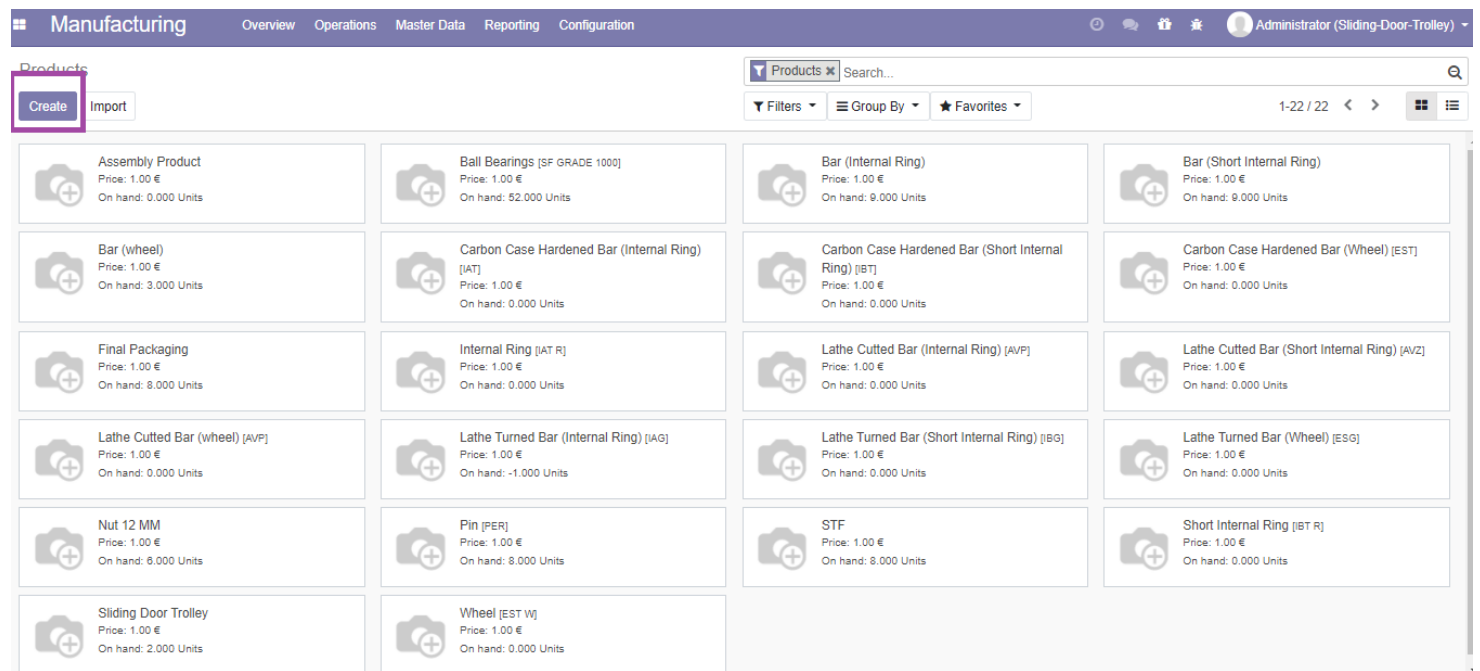 Manufacturing Overview Operations Master Data Reporting Configuration Administrator (Sliding-Door-Trolley)
Products
Products Search...
Create Import
Filters Group By Favorites 1-22 / 22
Assembly Product
Price: 1.00 €
On hand: 0.000 Units
Ball Bearings [SF GRADE 1000]
Price: 1.00 €
On hand: 52.000 Units
Bar (Internal Ring)
Price: 1.00 €
On hand: 9.000 Units
Bar (Short Internal Ring)
Price: 1.00 €
On hand: 9.000 Units
Bar (wheel)
Price: 1.00 €
On hand: 3.000 Units
Carbon Case Hardened Bar (Internal Ring)
[IAT]
Price: 1.00 €
On hand: 0.000 Units
Carbon Case Hardened Bar (Short Internal
Ring) [IBT]
Price: 1.00 €
On hand: 0.000 Units
Carbon Case Hardened Bar (Wheel) [EST]
Price: 1.00 €
On hand: 0.000 Units
Final Packaging
Price: 1.00 €
On hand: 8.000 Units
Internal Ring [IAT R]
Price: 1.00 €
On hand: 0.000 Units
Lathe Cutted Bar (Internal Ring) [AVP]
Price: 1.00 €
On hand: 0.000 Units
Lathe Cutted Bar (Short Internal Ring) [AVZ]
Price: 1.00 €
On hand: 0.000 Units
Lathe Cutted Bar (wheel) [AVP]
Price: 1.00 €
On hand: 0.000 Units
Lathe Turned Bar (Internal Ring) [IAG]
Price: 1.00 €
On hand: -1.000 Units
Lathe Turned Bar (Short Internal Ring) [IBG]
Price: 1.00 €
On hand: 0.000 Units
Lathe Turned Bar (Wheel) [ESG]
Price: 1.00 €
On hand: 0.000 Units
Nut 12 MM
Price: 1.00 €
On hand: 6.000 Units
Pin [PER]
Price: 1.00 €
On hand: 8.000 Units
STF
Price: 1.00 €
On hand: 8.000 Units
Short Internal Ring [IBT R]
Price: 1.00 €
On hand: 0.000 Units
Sliding Door Trolley
Price: 1.00 €
On hand: 2.000 Units
Wheel [EST W]
Price: 1.00 €
On hand: 0.000 Units